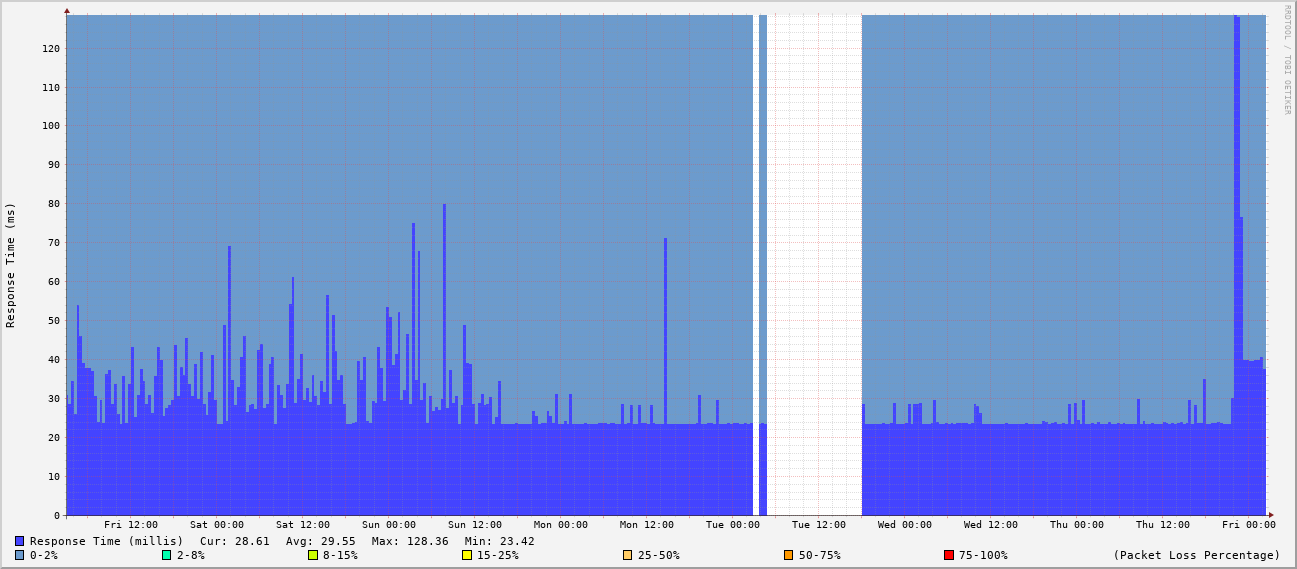 RRDTOOL / TOBI OETIKER
Response Time (ms)
120
110
100
90
80
70
60
50
40
30
20
10
0
Fri 12:00 Sat 00:00 Sat 12:00 Sun 00:00 Sun 12:00 Mon 00:00 Mon 12:00 Tue 00:00 Tue 12:00 Wed 00:00 Wed 12:00 Thu 00:00 Thu 12:00 Fri 00:00
Response Time (millis) Cur: 28.61 Avg: 29.55 Max: 128.36 Min: 23.42
0-2% 2-8% 8-15% 15-25% 25-50% 50-75% 75-100% (Packet Loss Percentage)